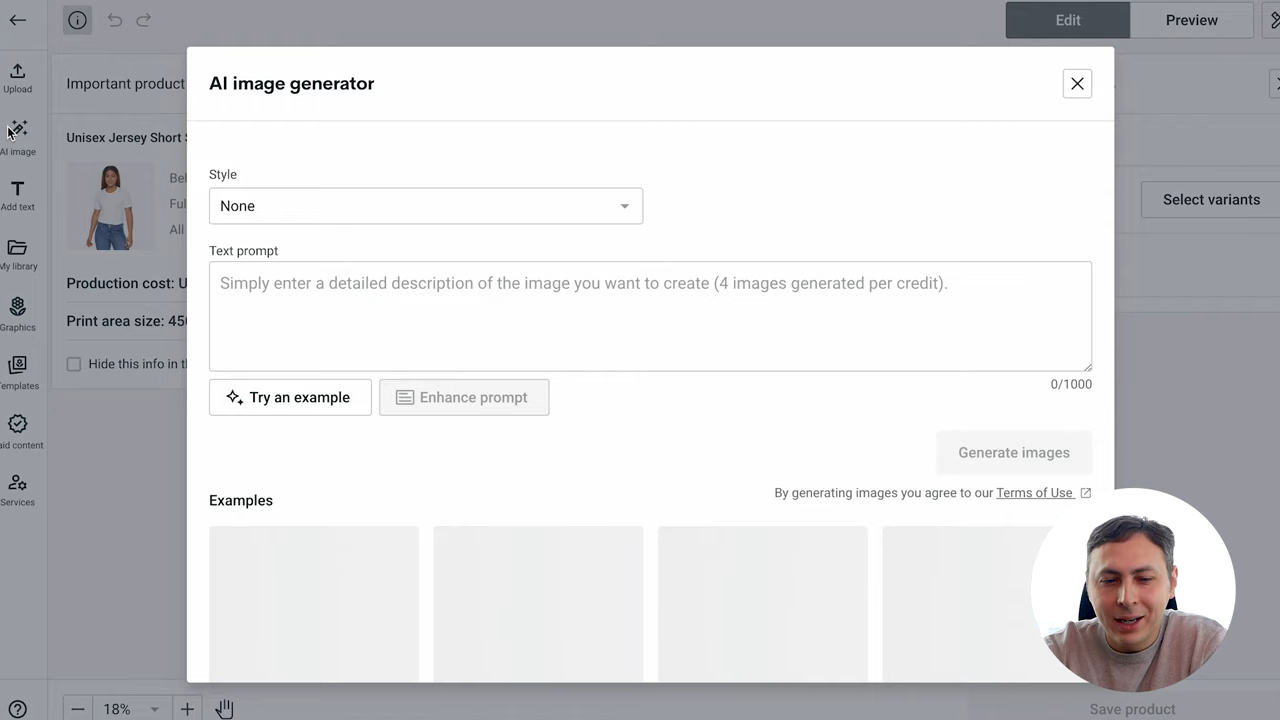 Edit
Preview
Upload
AI image
Add text
My library
Graphics
Templates
aid content
Services
Important product
Unisex Jersey Short S
Bel
Ful
All
Production cost: U
Print area size: 450
Hide this info in th
AI image generator
Style
None
Text prompt
Simply enter a detailed description of the image you want to create (4 images generated per credit).
0/1000
Try an example
Enhance prompt
Generate images
By generating images you agree to our Terms of Use
Examples
Select variants
18%
Save product